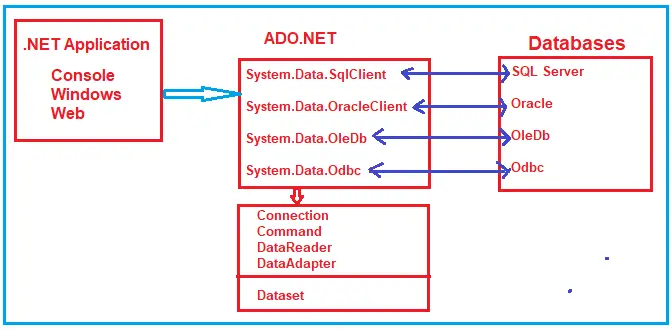 .NET Application
Console
Windows
Web
ADO.NET
System.Data.SqlClient
System.Data.OracleClient
System.Data.OleDb
System.Data.Odbc
Connection
Command
DataReader
DataAdapter
Dataset
Databases
SQL Server
Oracle
OleDb
Odbc